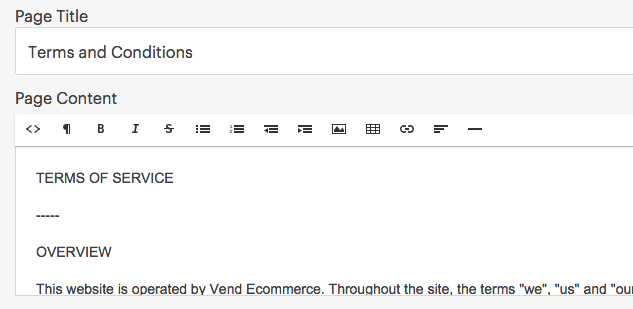 Page Title
Terms and Conditions
Page Content
<> ¶ B I S
TERMS OF SERVICE
-----
OVERVIEW
This website is operated by Vend Ecommerce. Throughout the site, the terms "we", "us" and "our